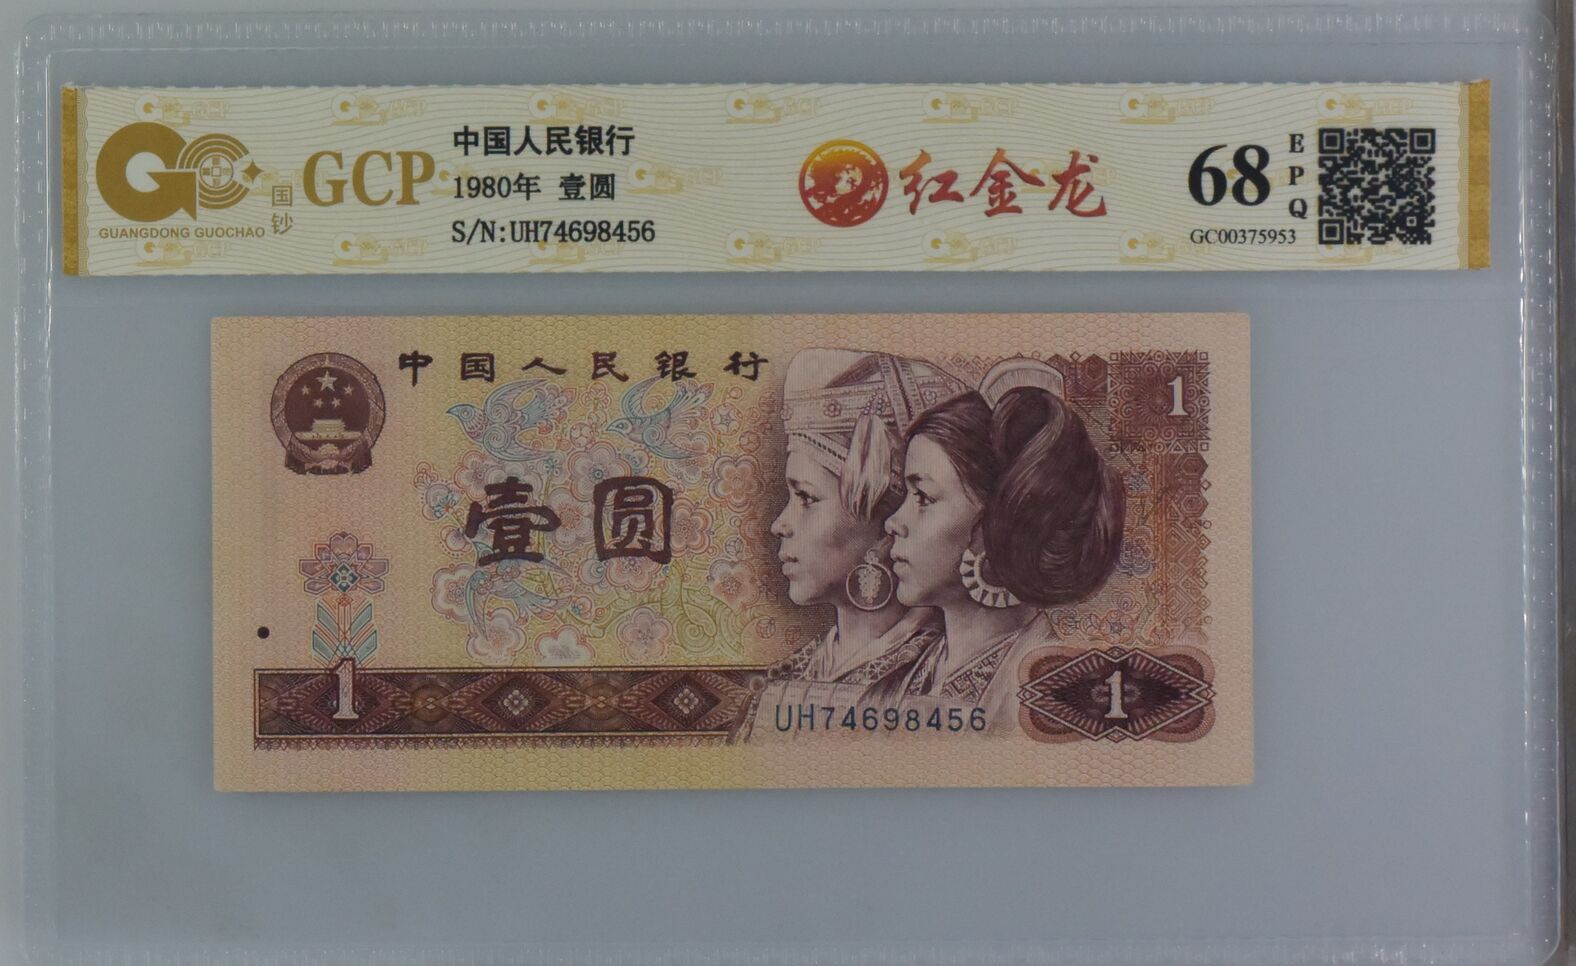 GCP
国钞
GUANGDONG GUOCHAO
中国人民银行
1980年 壹圆
S/N:UH74698456
红金龙
68
EPQ
GC00375953
中国人民银行
1
壹圆
1
UH74698456
1